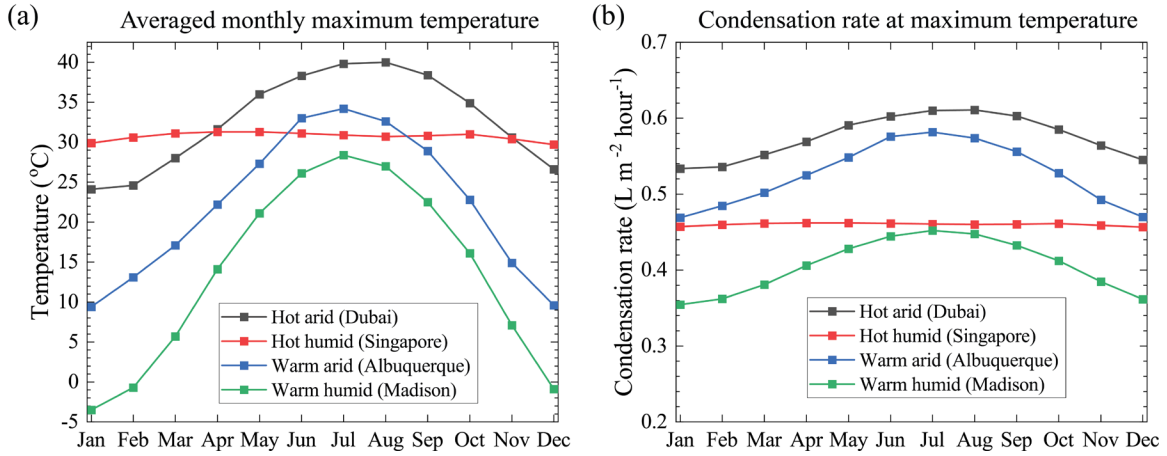 (a) Averaged monthly maximum temperature
Temperature (°C)
40
35
30
25
20
15
10
5
0
-5
Jan Feb Mar Apr May Jun Jul Aug Sep Oct Nov Dec
Hot arid (Dubai)
Hot humid (Singapore)
Warm arid (Albuquerque)
Warm humid (Madison)
(b) Condensation rate at maximum temperature
Condensation rate (L m⁻² hour⁻¹)
0.7
0.6
0.5
0.4
0.3
0.2
Jan Feb Mar Apr May Jun Jul Aug Sep Oct Nov Dec
Hot arid (Dubai)
Hot humid (Singapore)
Warm arid (Albuquerque)
Warm humid (Madison)